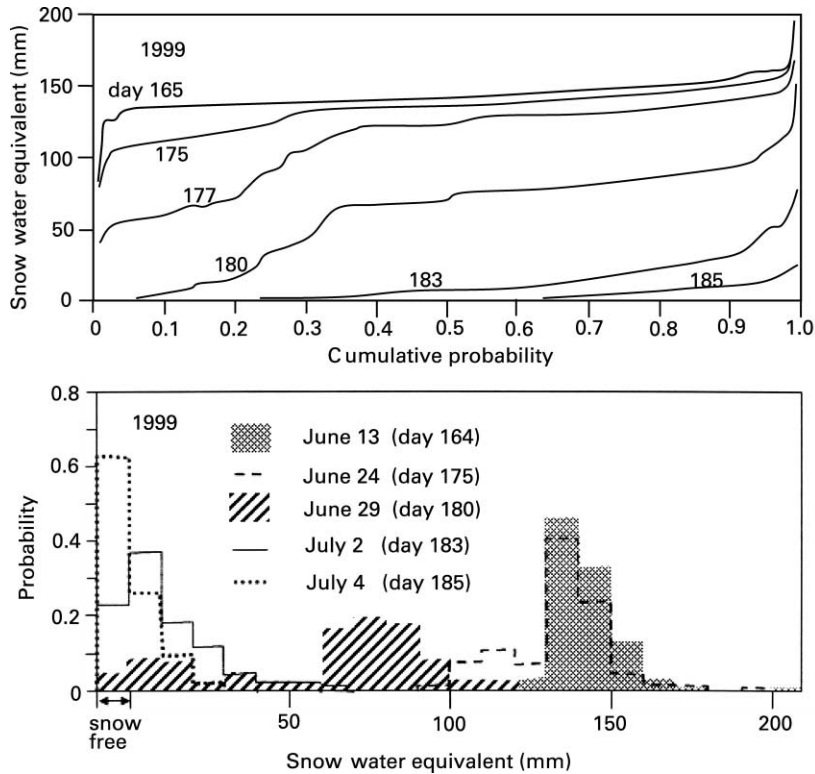 200
1999
150
day 165
100
175
177
50
180
183
185
0
0 0.1 0.2 0.3 0.4 0.5 0.6 0.7 0.8 0.9 1.0
Cumulative probability
Snow water equivalent (mm)
0.8
1999
June 13 (day 164)
0.6
June 24 (day 175)
June 29 (day 180)
0.4
July 2 (day 183)
July 4 (day 185)
0.2
0
Probability
snow
free
50 100 150 200
Snow water equivalent (mm)